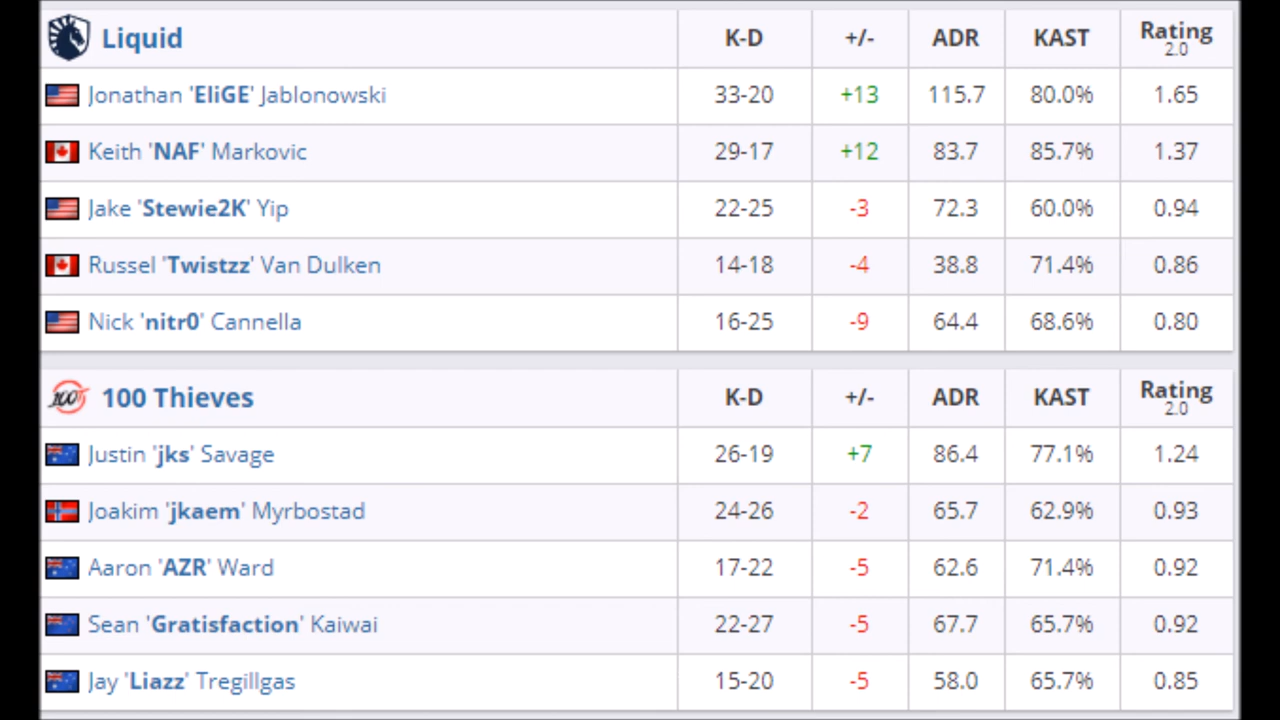 Liquid K-D +/- ADR KAST Rating 2.0
Jonathan 'EliGE' Jablonowski 33-20 +13 115.7 80.0% 1.65
Keith 'NAF' Markovic 29-17 +12 83.7 85.7% 1.37
Jake 'Stewie2K' Yip 22-25 -3 72.3 60.0% 0.94
Russel 'Twistzz' Van Dulken 14-18 -4 38.8 71.4% 0.86
Nick 'nitr0' Cannella 16-25 -9 64.4 68.6% 0.80
100 100 Thieves K-D +/- ADR KAST Rating 2.0
Justin 'jks' Savage 26-19 +7 86.4 77.1% 1.24
Joakim 'jkaem' Myrbostad 24-26 -2 65.7 62.9% 0.93
Aaron 'AZR' Ward 17-22 -5 62.6 71.4% 0.92
Sean 'Gratisfaction' Kaiwai 22-27 -5 67.7 65.7% 0.92
Jay 'Liazz' Tregillgas 15-20 -5 58.0 65.7% 0.85